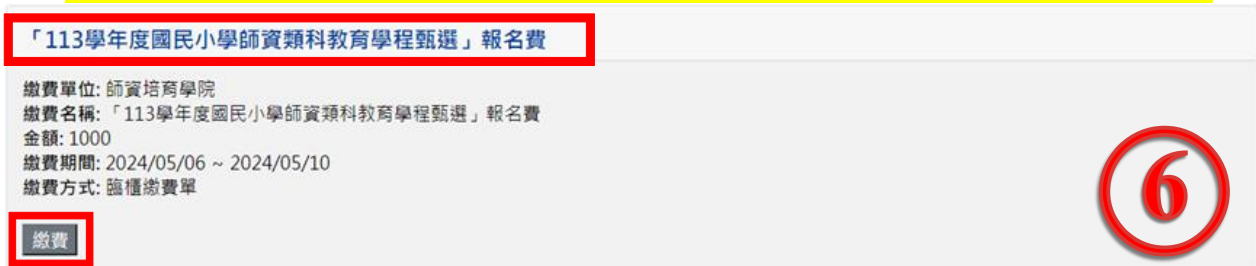 「113學年度國民小學師資類科教育學程甄選」報名費
繳費單位: 師資培育學院
繳費名稱: 「113學年度國民小學師資類科教育學程甄選」報名費
金額: 1000
繳費期間: 2024/05/06 ~ 2024/05/10
繳費方式: 臨櫃繳費單
繳費
6